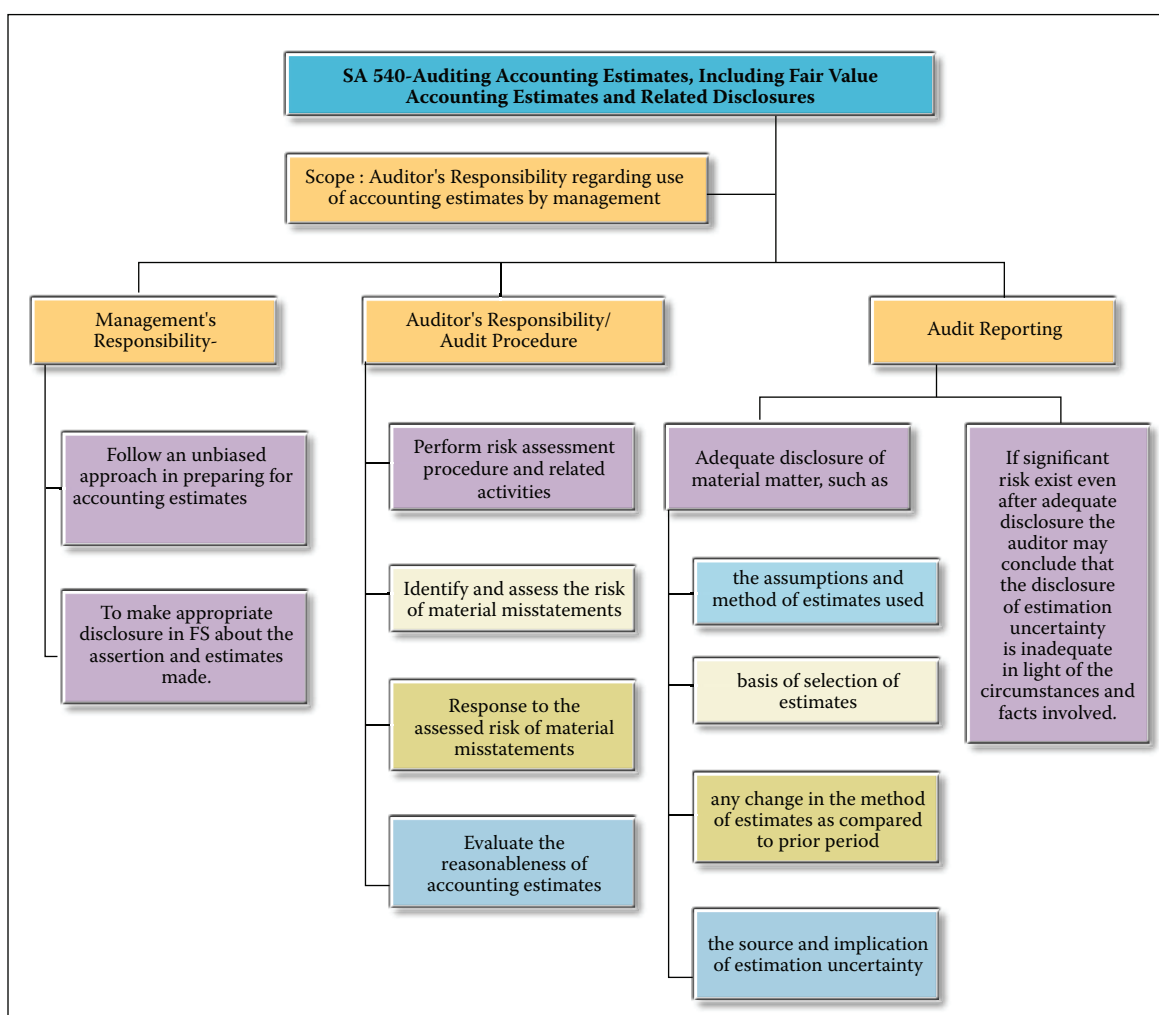 SA 540-Auditing Accounting Estimates, Including Fair Value
Accounting Estimates and Related Disclosures
Scope : Auditor's Responsibility regarding use
of accounting estimates by management
Management's
Responsibility-
Follow an unbiased
approach in preparing for
accounting estimates
To make appropriate
disclosure in FS about the
assertion and estimates
made.
Auditor's Responsibility/
Audit Procedure
Perform risk assessment
procedure and related
activities
Identify and assess the risk
of material misstatements
Response to the
assessed risk of material
misstatements
Evaluate the
reasonableness of
accounting estimates
Audit Reporting
Adequate disclosure of
material matter, such as
the assumptions and
method of estimates used
basis of selection of
estimates
any change in the method
of estimates as compared
to prior period
the source and implication
of estimation uncertainty
If significant
risk exist even
after adequate
disclosure the
auditor may
conclude that
the disclosure
of estimation
uncertainty
is inadequate
in light of the
circumstances and
facts involved.